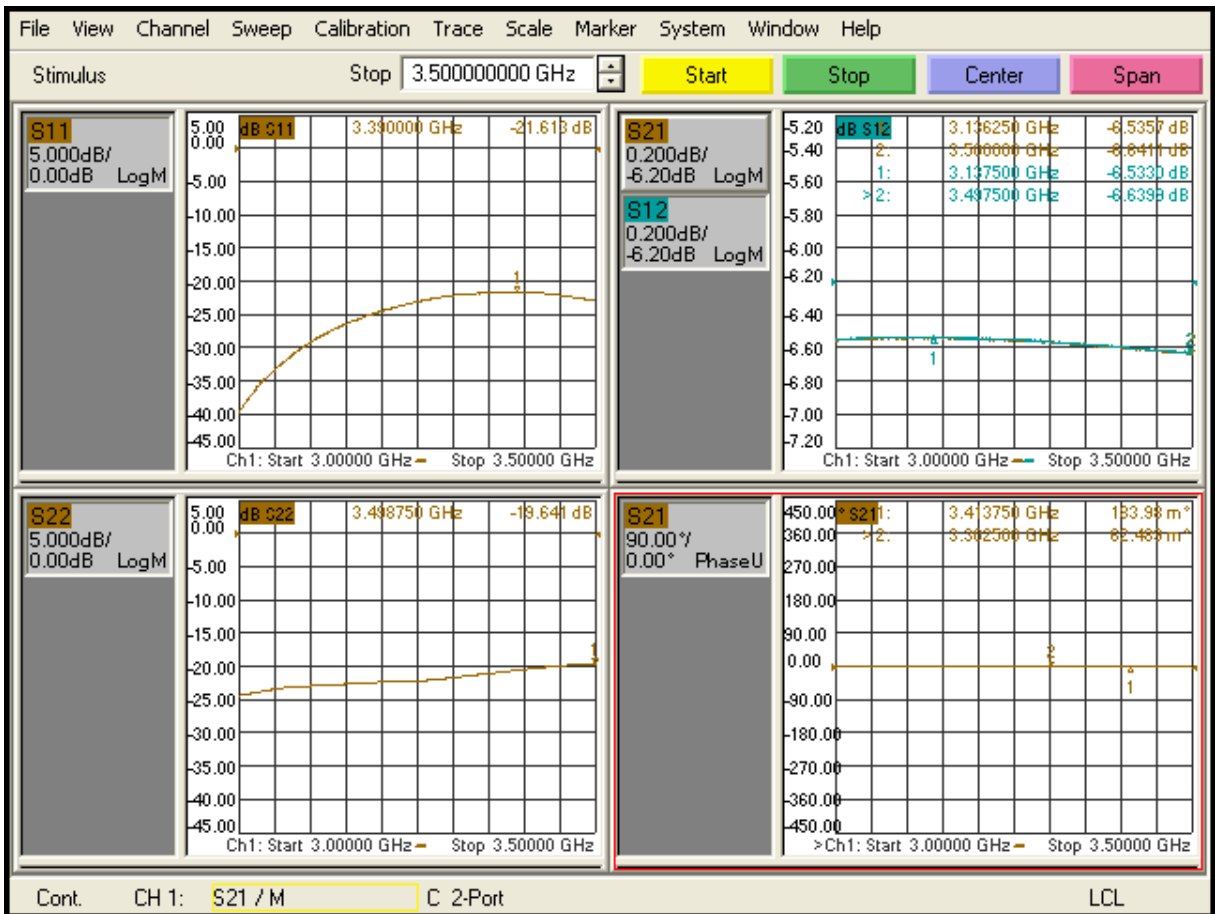 File View Channel Sweep Calibration Trace Scale Marker System Window Help
Stimulus Stop 3.500000000 GHz Start Stop Center Span
S11
5.000dB/
0.00dB LogM
dB S11 3.390000 GHz -21.613 dB
5.00
0.00
-5.00
-10.00
-15.00
-20.00
-25.00
-30.00
-35.00
-40.00
-45.00
1
Ch1: Start 3.00000 GHz Stop 3.50000 GHz
S21
0.200dB/
-6.20dB LogM
S12
0.200dB/
-6.20dB LogM
dB S12 3.136250 GHz -6.5357 dB
2: 3.500000 GHz -6.6411 dB
1: 3.137500 GHz -6.5330 dB
>2: 3.497500 GHz -6.6399 dB
-5.20
-5.40
-5.60
-5.80
-6.00
-6.20
-6.40
-6.60
-6.80
-7.00
-7.20
1
2
Ch1: Start 3.00000 GHz Stop 3.50000 GHz
S22
5.000dB/
0.00dB LogM
dB S22 3.498750 GHz -19.641 dB
5.00
0.00
-5.00
-10.00
-15.00
-20.00
-25.00
-30.00
-35.00
-40.00
-45.00
1
Ch1: Start 3.00000 GHz Stop 3.50000 GHz
S21
90.00°/
0.00° PhaseU
° S21 1: 3.413750 GHz 183.98 m°
>2: 3.302500 GHz 62.483 m°
450.00
360.00
270.00
180.00
90.00
0.00
-90.00
-180.00
-270.00
-360.00
-450.00
2
1
>Ch1: Start 3.00000 GHz Stop 3.50000 GHz
Cont. CH 1: S21 / M C 2-Port LCL